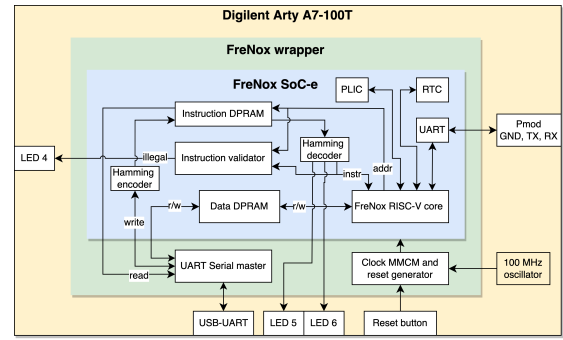 Digilent Arty A7-100T
FreNox wrapper
FreNox SoC-e
PLIC
RTC
Instruction DPRAM
UART
Pmod
GND, TX, RX
Hamming
decoder
LED 4
illegal
Instruction validator
addr
instr
Hamming
encoder
r/w
Data DPRAM
r/w
FreNox RISC-V core
write
UART Serial master
Clock MMCM and
reset generator
100 MHz
oscillator
read
USB-UART
LED 5
LED 6
Reset button